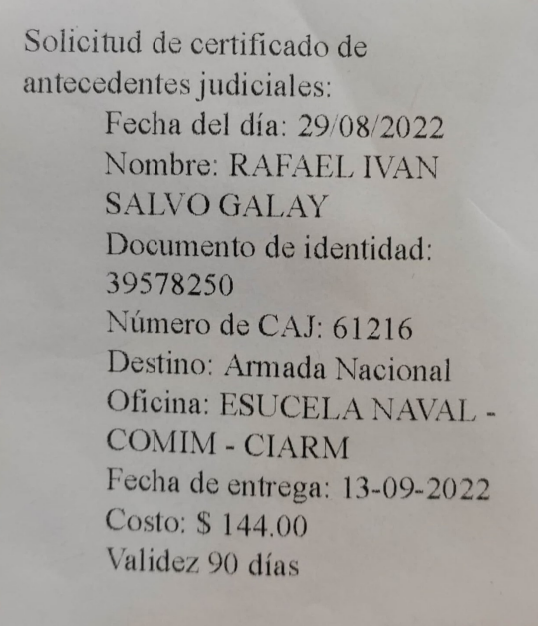 Solicitud de certificado de
antecedentes judiciales:
Fecha del día: 29/08/2022
Nombre: RAFAEL IVAN
SALVO GALAY
Documento de identidad:
39578250
Número de CAJ: 61216
Destino: Armada Nacional
Oficina: ESUCELA NAVAL -
COMIM - CIARM
Fecha de entrega: 13-09-2022
Costo: $ 144.00
Validez 90 días